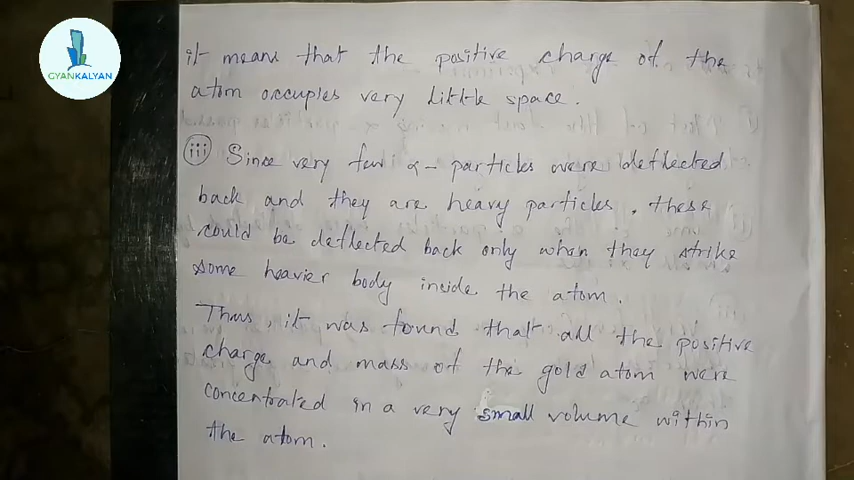 GYANKALYAN
it means that the positive charge of the
atom occupies very little space.
(iii) Since very few α- particles were deflected
back and they are heavy particles, these
could be deflected back only when they strike
some heavier body inside the atom.
Thus, it was found that all the positive
charge and mass of the gold atom were
concentrated in a very small volume within
the atom.